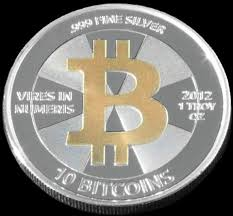 .999 FINE SILVER
VIRES IN
NUMERIS
2012
1 TROY
OZ.
10 BITCOINS